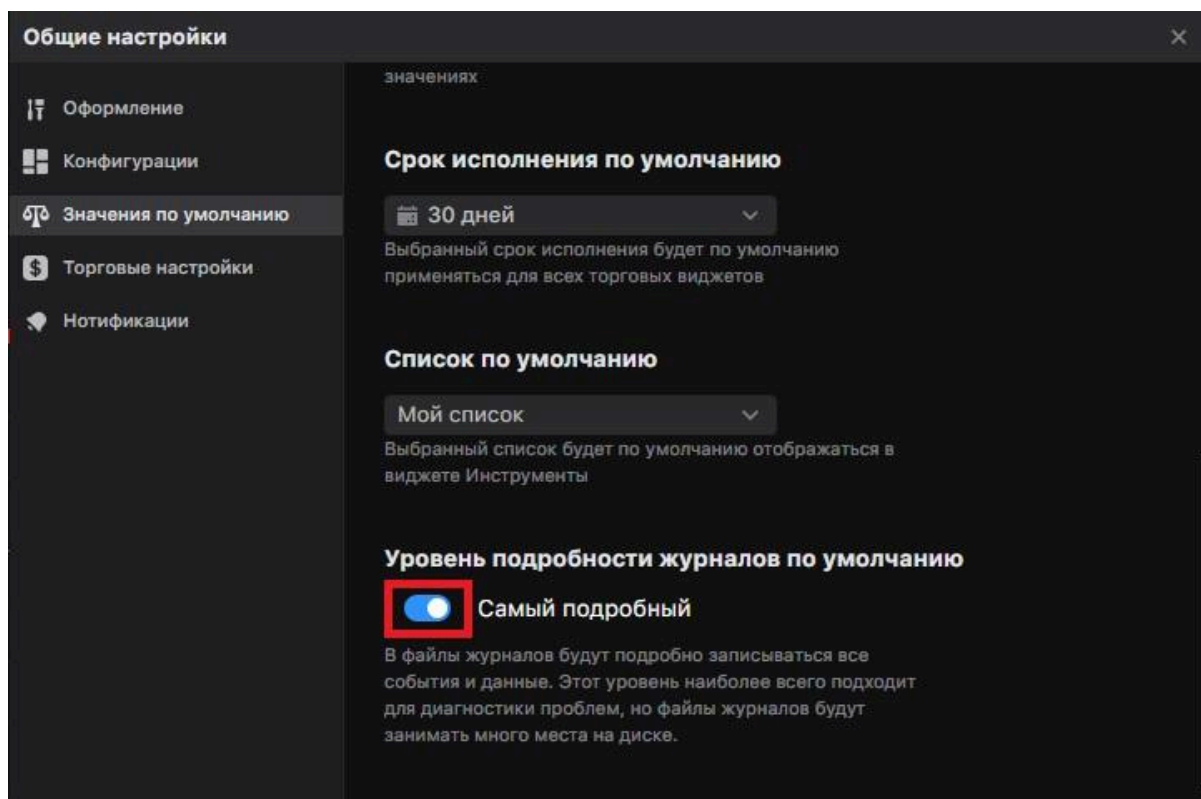 Общие настройки
Оформление
Конфигурации
Значения по умолчанию
Торговые настройки
Нотификации
значениях
Срок исполнения по умолчанию
30 дней
Выбранный срок исполнения будет по умолчанию
применяться для всех торговых виджетов
Список по умолчанию
Мой список
Выбранный список будет по умолчанию отображаться в
виджете Инструменты
Уровень подробности журналов по умолчанию
Самый подробный
В файлы журналов будут подробно записываться все
события и данные. Этот уровень наиболее всего подходит
для диагностики проблем, но файлы журналов будут
занимать много места на диске.